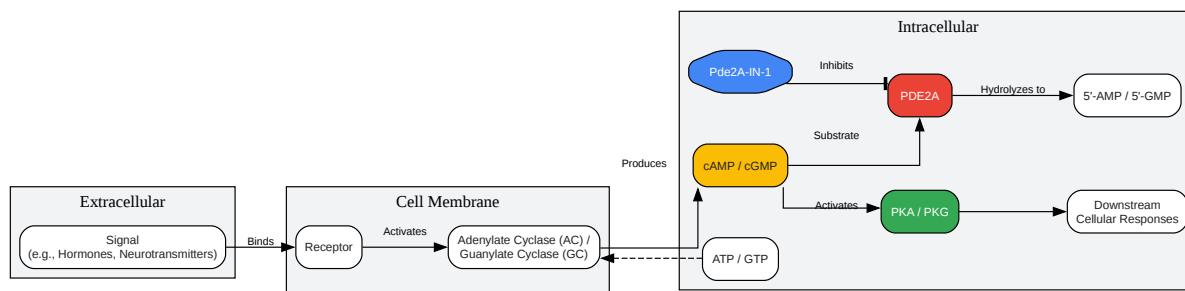 Extracellular
Signal
(e.g., Hormones, Neurotransmitters)
Binds
Cell Membrane
Receptor
Activates
Adenylate Cyclase (AC) /
Guanylate Cyclase (GC)
Produces
Intracellular
Pde2A-IN-1
Inhibits
PDE2A
Hydrolyzes to
5'-AMP / 5'-GMP
Substrate
cAMP / cGMP
Activates
PKA / PKG
Downstream
Cellular Responses
ATP / GTP